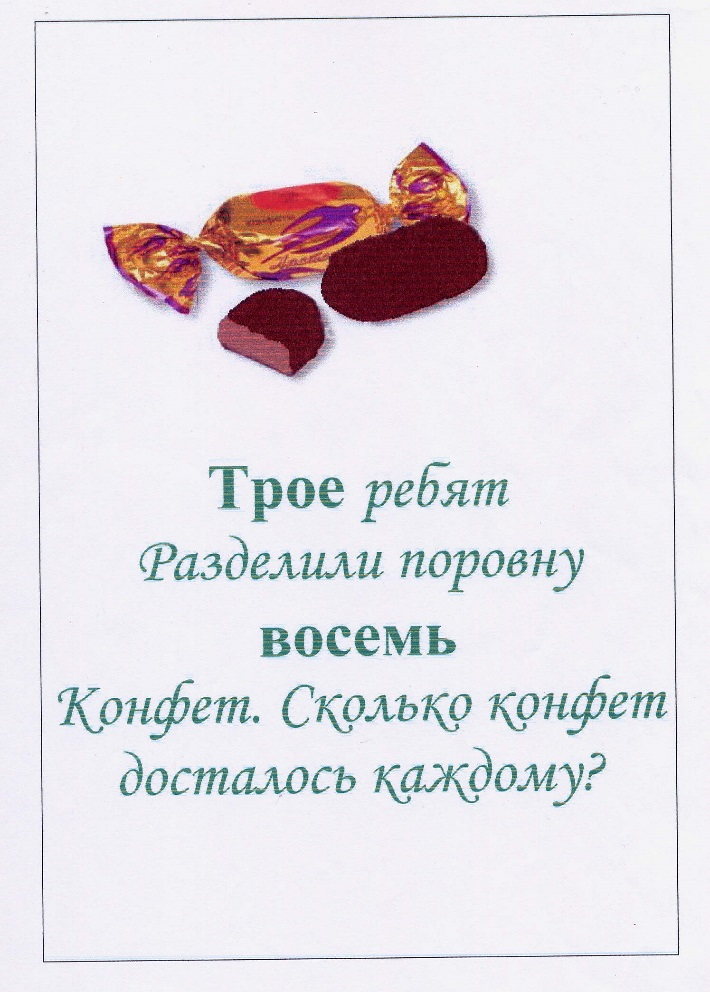 Трое ребят
Разделили поровну
восемь
Конфет. Сколько конфет
досталось каждому?